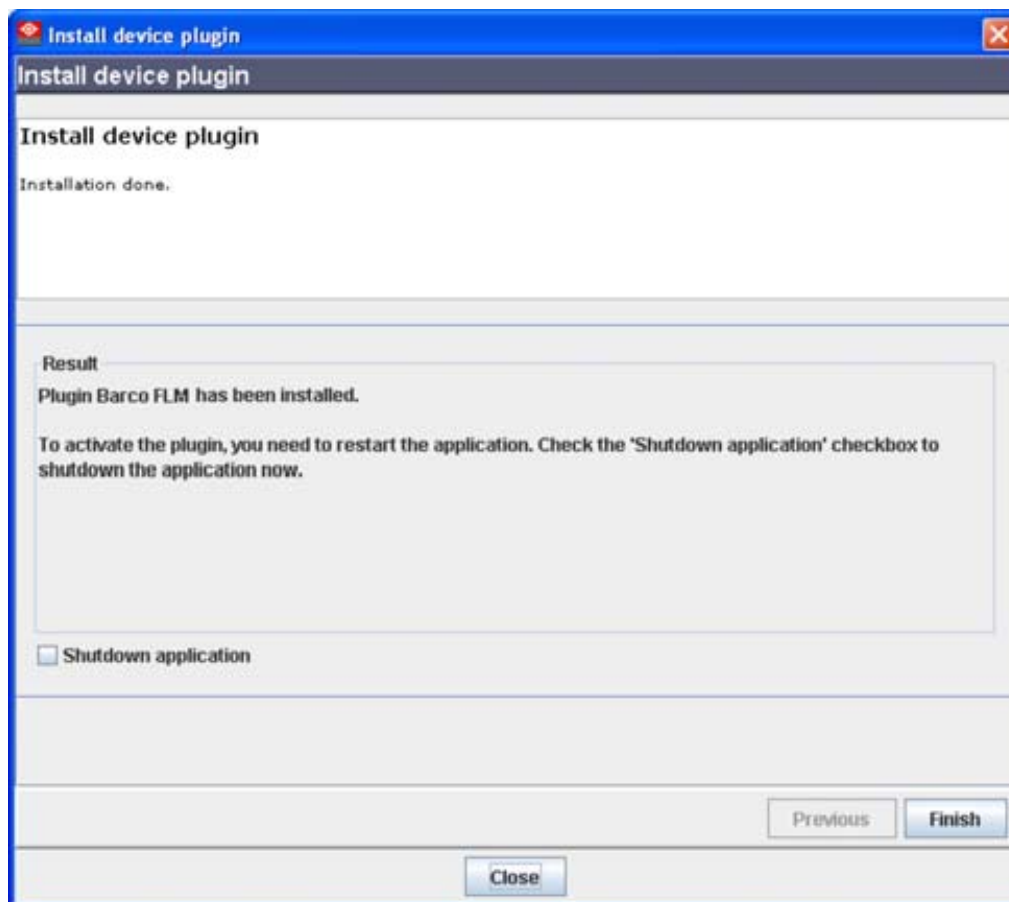 Install device plugin
Install device plugin
Install device plugin
Installation done.
Result
Plugin Barco FLM has been installed.
To activate the plugin, you need to restart the application. Check the 'Shutdown application' checkbox to
shutdown the application now.
Shutdown application
Previous
Finish
Close